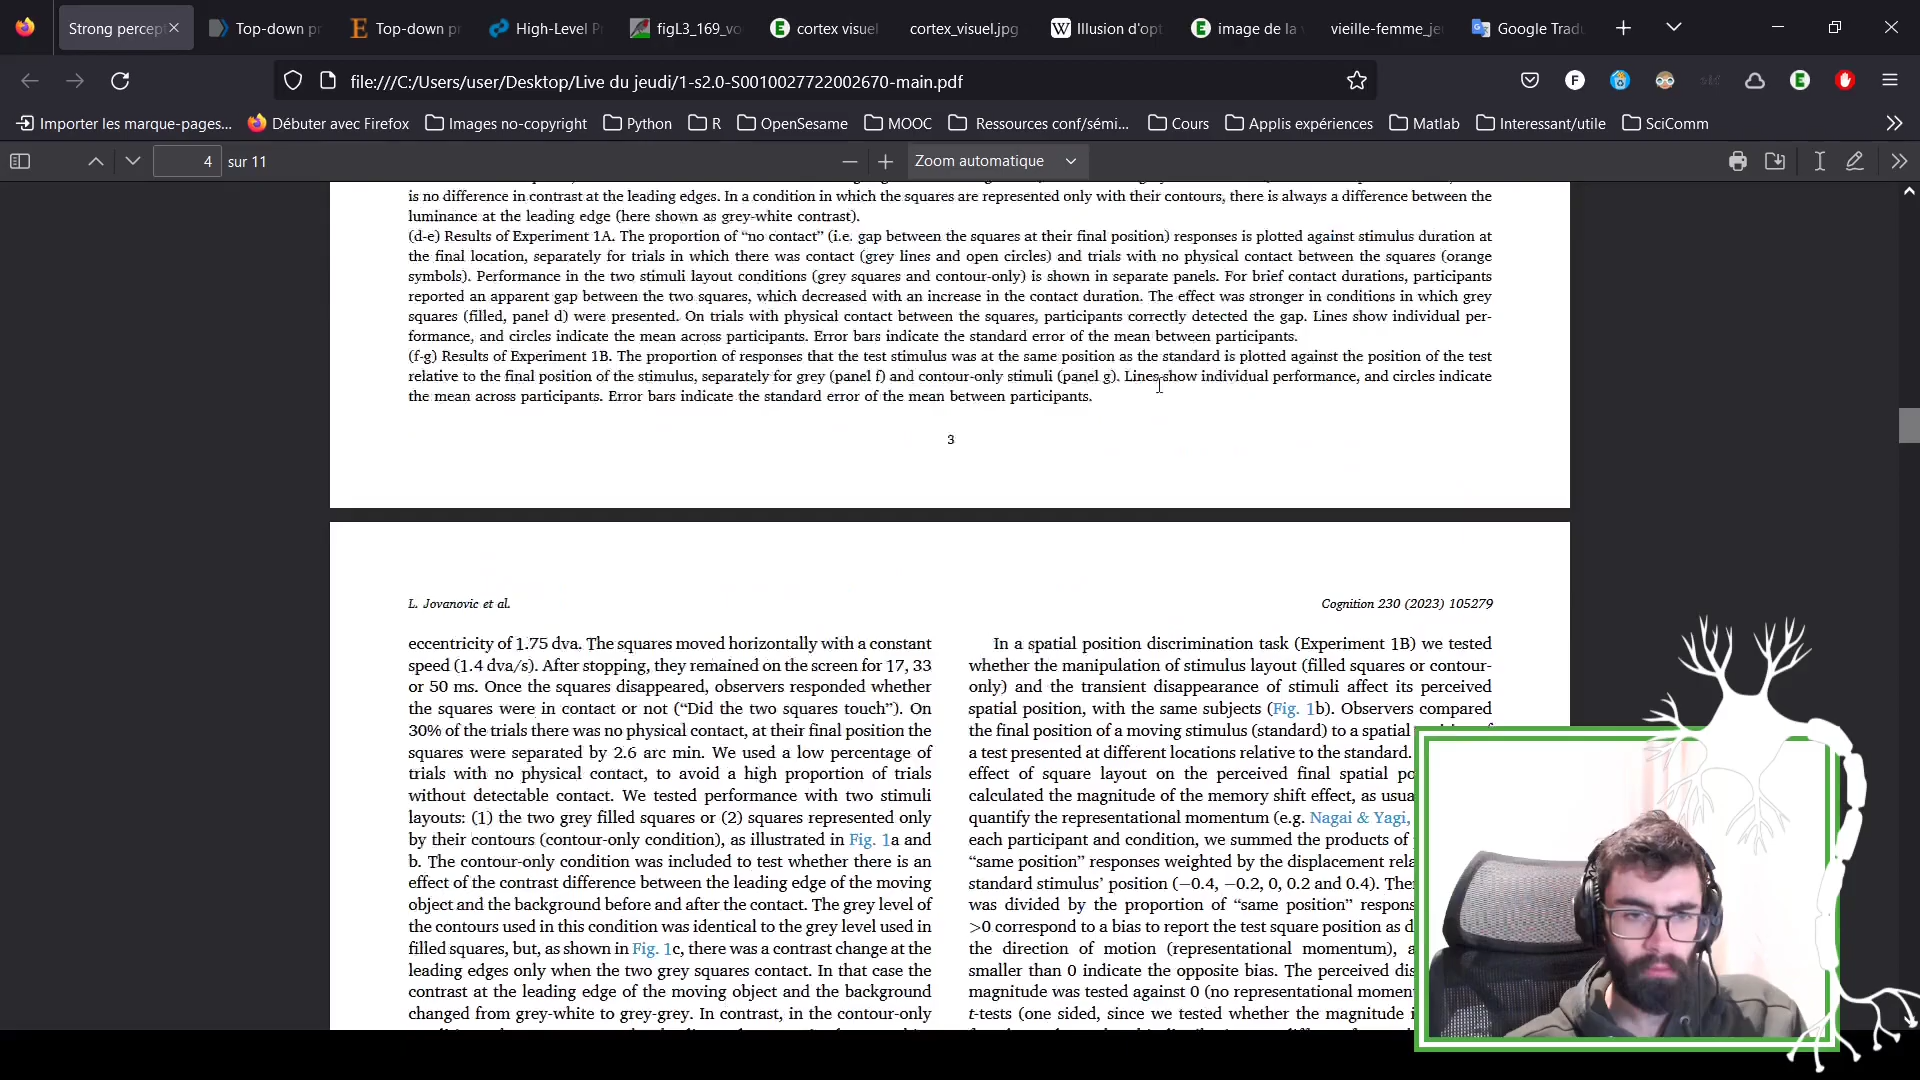 Strong percep
Top-down p
Top-down p
High-Level P
figL3_169_vo
cortex visuel
cortex_visuel.jpg
Illusion d'op
image de la
vieille-femme_je
Google Tradu
file:///C:/Users/user/Desktop/Live du jeudi/1-s2.0-S0010027722002670-main.pdf
Importer les marque-pages...
Débuter avec Firefox
Images no-copyright
Python
R
OpenSesame
MOOC
Ressources conf/sémi...
Cours
Applis expériences
Matlab
Interessant/utile
SciComm
4 sur 11
Zoom automatique
is no difference in contrast at the leading edges. In a condition in which the squares are represented only with their contours, there is always a difference between the
luminance at the leading edge (here shown as grey-white contrast).
(d-e) Results of Experiment 1A. The proportion of “no contact” (i.e. gap between the squares at their final position) responses is plotted against stimulus duration at
the final location, separately for trials in which there was contact (grey lines and open circles) and trials with no physical contact between the squares (orange
symbols). Performance in the two stimuli layout conditions (grey squares and contour-only) is shown in separate panels. For brief contact durations, participants
reported an apparent gap between the two squares, which decreased with an increase in the contact duration. The effect was stronger in conditions in which grey
squares (filled, panel d) were presented. On trials with physical contact between the squares, participants correctly detected the gap. Lines show individual per-
formance, and circles indicate the mean across participants. Error bars indicate the standard error of the mean between participants.
(f-g) Results of Experiment 1B. The proportion of responses that the test stimulus was at the same position as the standard is plotted against the position of the test
relative to the final position of the stimulus, separately for grey (panel f) and contour-only stimuli (panel g). Lines show individual performance, and circles indicate
the mean across participants. Error bars indicate the standard error of the mean between participants.
3
L. Jovanovic et al.
Cognition 230 (2023) 105279
eccentricity of 1.75 dva. The squares moved horizontally with a constant
speed (1.4 dva/s). After stopping, they remained on the screen for 17, 33
or 50 ms. Once the squares disappeared, observers responded whether
the squares were in contact or not (“Did the two squares touch”). On
30% of the trials there was no physical contact, at their final position the
squares were separated by 2.6 arc min. We used a low percentage of
trials with no physical contact, to avoid a high proportion of trials
without detectable contact. We tested performance with two stimuli
layouts: (1) the two grey filled squares or (2) squares represented only
by their contours (contour-only condition), as illustrated in Fig. 1a and
b. The contour-only condition was included to test whether there is an
effect of the contrast difference between the leading edge of the moving
object and the background before and after the contact. The grey level of
the contours used in this condition was identical to the grey level used in
filled squares, but, as shown in Fig. 1c, there was a contrast change at the
leading edges only when the two grey squares contact. In that case the
contrast at the leading edge of the moving object and the background
changed from grey-white to grey-grey. In contrast, in the contour-only
In a spatial position discrimination task (Experiment 1B) we tested
whether the manipulation of stimulus layout (filled squares or contour-
only) and the transient disappearance of stimuli affect its perceived
spatial position, with the same subjects (Fig. 1b). Observers compared
the final position of a moving stimulus (standard) to a spatial
a test presented at different locations relative to the standard.
effect of square layout on the perceived final spatial po
calculated the magnitude of the memory shift effect, as usua
quantify the representational momentum (e.g. Nagai & Yagi,
each participant and condition, we summed the products of
“same position” responses weighted by the displacement rela
standard stimulus’ position (−0.4, −0.2, 0, 0.2 and 0.4). The
was divided by the proportion of “same position” respons
>0 correspond to a bias to report the test square position as d
the direction of motion (representational momentum), a
smaller than 0 indicate the opposite bias. The perceived dis
magnitude was tested against 0 (no representational momen
t-tests (one sided, since we tested whether the magnitude i